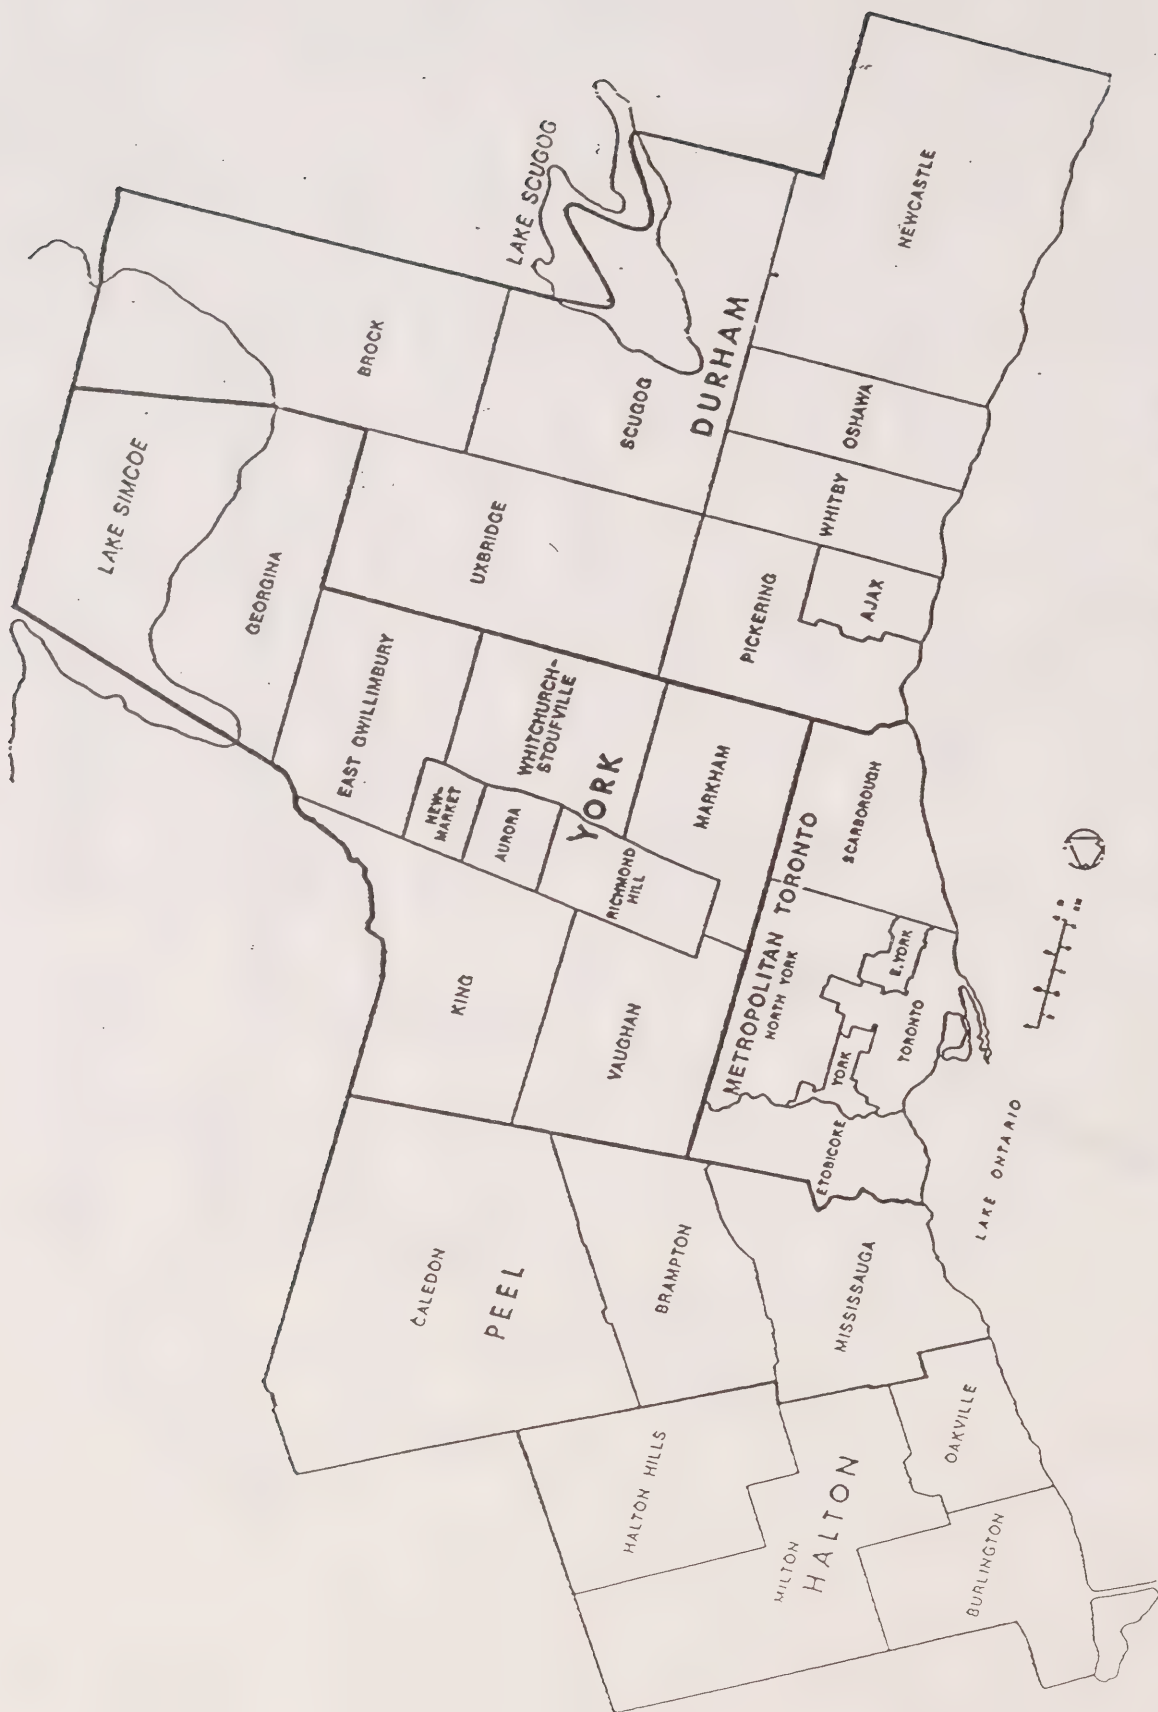 LAKE SIMCOE
GEORGINA
BROCK
LAKE SCUGOG
EAST GWILLIMBURY
UXBRIDGE
SCUGOG
DURHAM
NEWCASTLE
NEW-
MARKET
WHITCHURCH-
STOUFVILLE
AURORA
YORK
KING
RICHMOND
HILL
MARKHAM
PICKERING
WHITBY
OSHAWA
AJAX
VAUGHAN
METROPOLITAN TORONTO
NORTH YORK
SCARBOROUGH
YORK
E. YORK
TORONTO
ETOBICOKE
CALEDON
PEEL
BRAMPTON
MISSISSAUGA
LAKE ONTARIO
HALTON HILLS
MILTON
HALTON
OAKVILLE
BURLINGTON